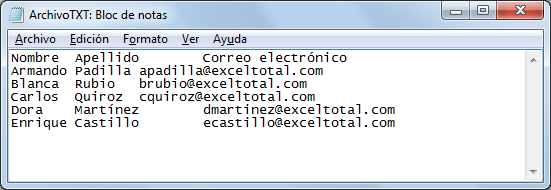 ArchivoTXT: Bloc de notas
Archivo Edición Formato Ver Ayuda
Nombre Apellido Correo electrónico
Armando Padilla apadilla@exceltotal.com
Blanca Rubio brubio@exceltotal.com
Carlos Quiroz cquiroz@exceltotal.com
Dora Martínez dmartinez@exceltotal.com
Enrique Castillo ecastillo@exceltotal.com